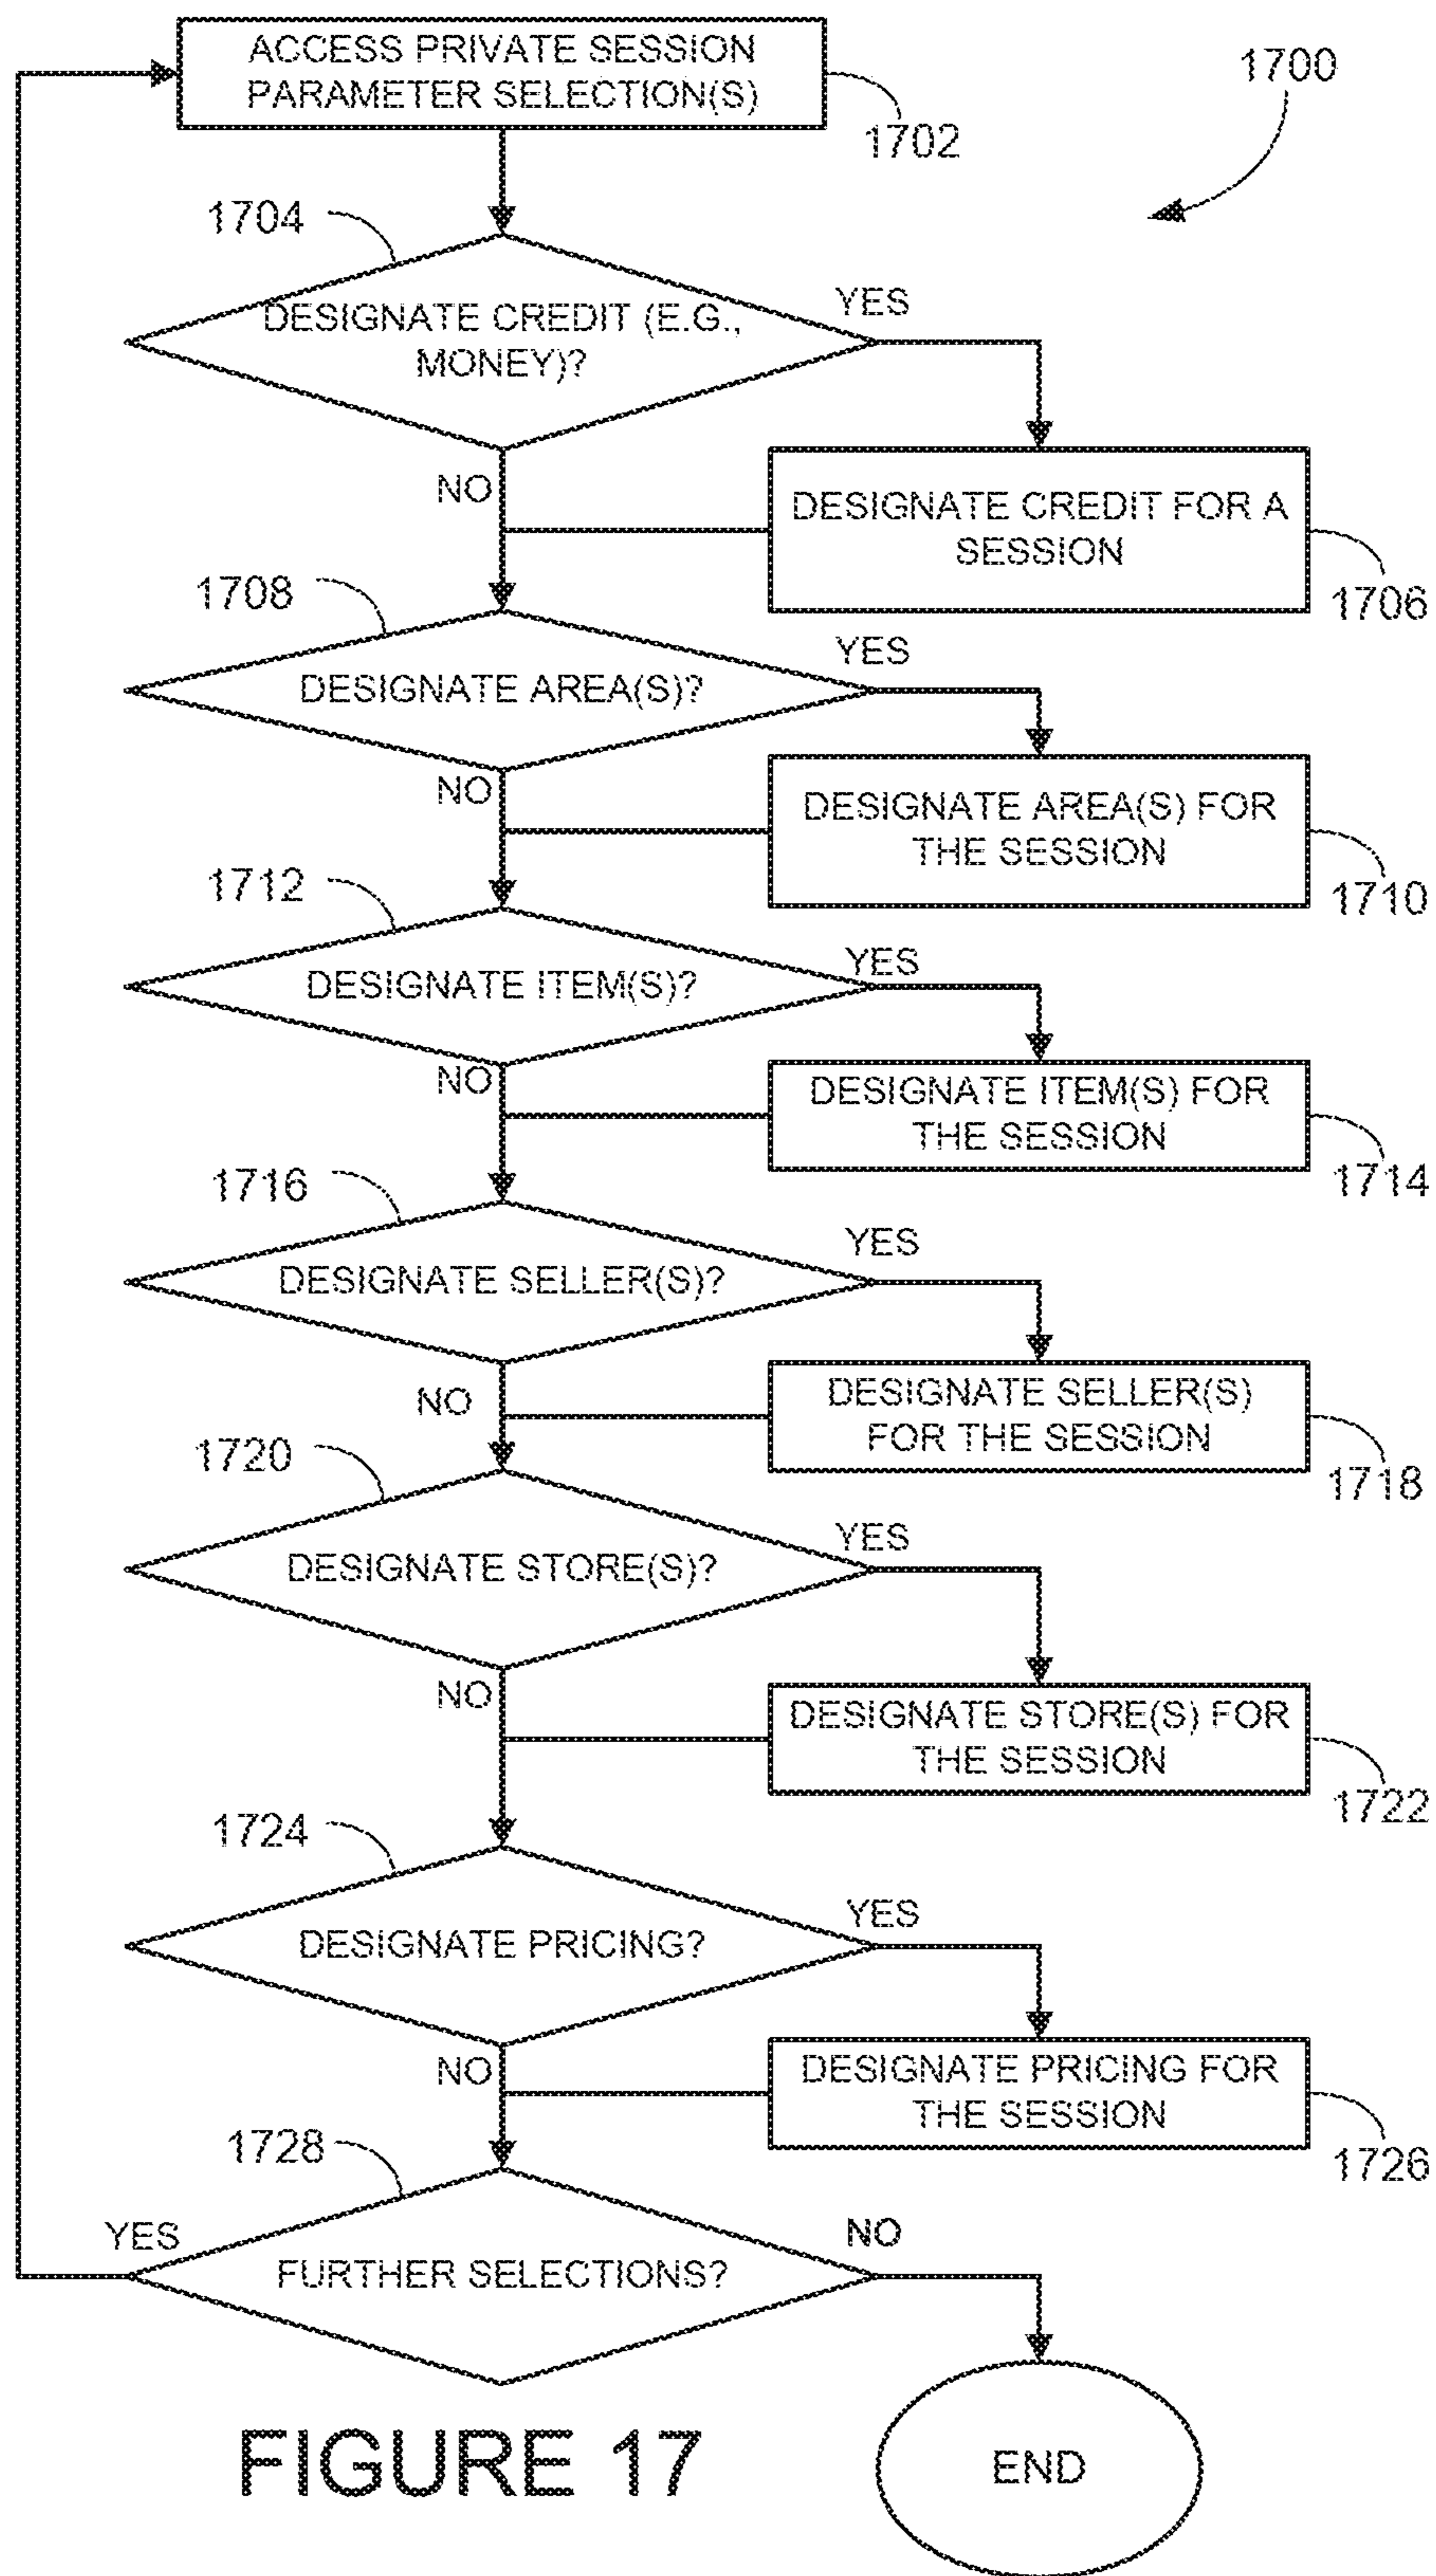 ACCESS PRIVATE SESSION
PARAMETER SELECTION(S)
1700
1702
1704
DESIGNATE CREDIT (E.G.,
MONEY)?
YES
NO
DESIGNATE CREDIT FOR A
SESSION
1706
1708
DESIGNATE AREA(S)?
YES
NO
DESIGNATE AREA(S) FOR
THE SESSION
1710
1712
DESIGNATE ITEM(S)?
YES
NO
DESIGNATE ITEM(S) FOR
THE SESSION
1714
1716
DESIGNATE SELLER(S)?
YES
NO
DESIGNATE SELLER(S)
FOR THE SESSION
1718
1720
DESIGNATE STORE(S)?
YES
NO
DESIGNATE STORE(S) FOR
THE SESSION
1722
1724
DESIGNATE PRICING?
YES
NO
DESIGNATE PRICING FOR
THE SESSION
1726
1728
YES
FURTHER SELECTIONS?
NO
END
FIGURE 17